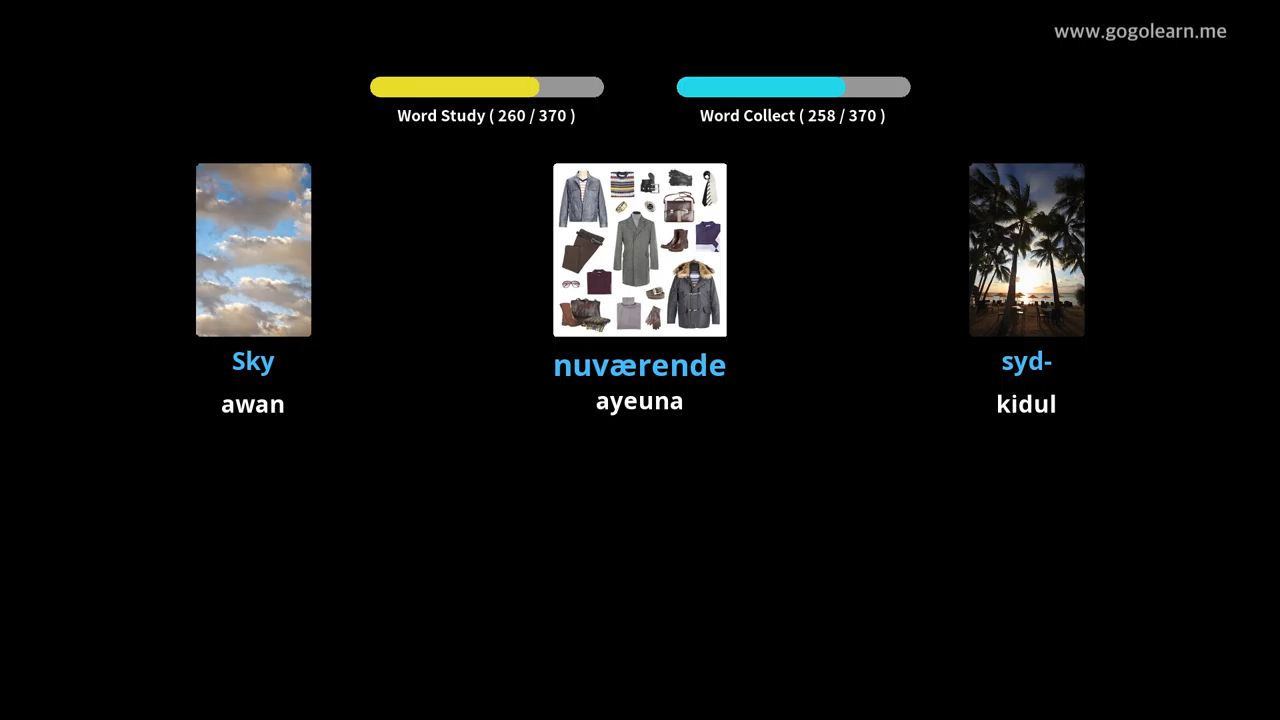 www.gogolearn.me
Word Study ( 260 / 370 )
Word Collect ( 258 / 370 )
Sky
awan
nuværende
ayeuna
syd-
kidul